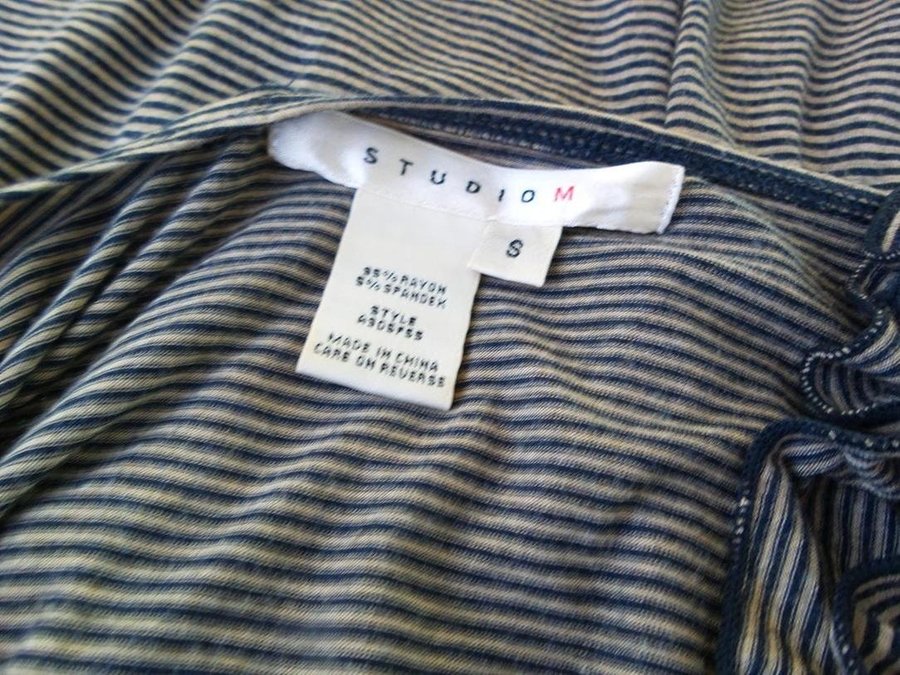 STUDIO M
S
95% RAYON
5% SPANDEX
STYLE
MADE IN CHINA
CARE ON REVERSE